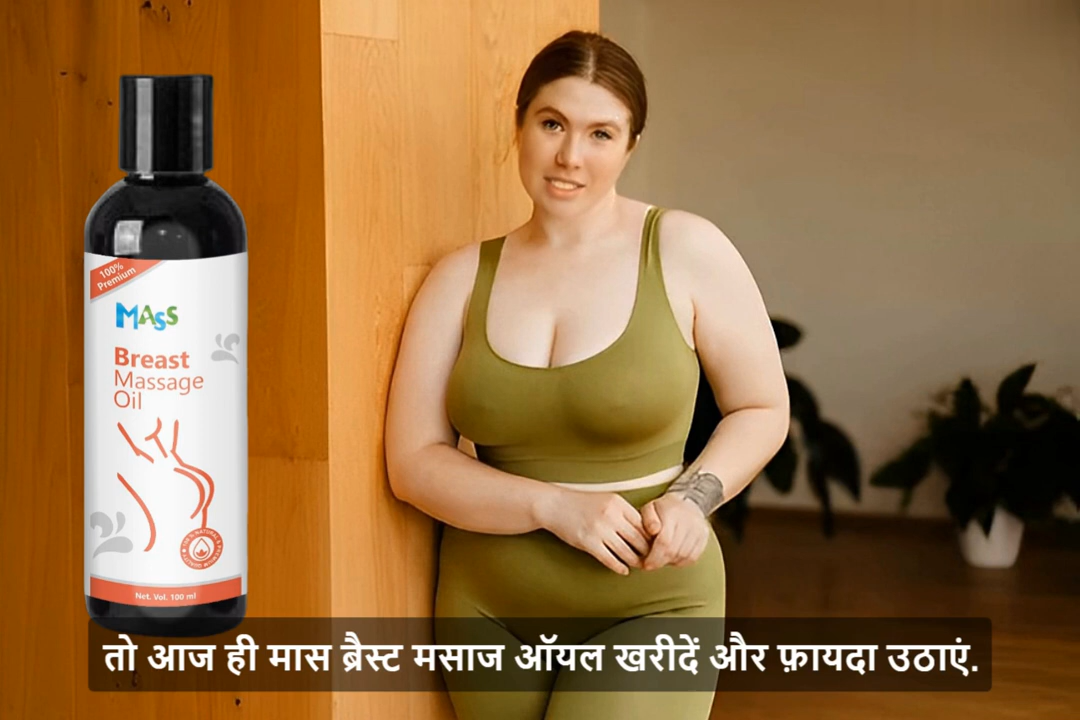 100%
Premium
MASS
Breast
Massage
Oil
Net. Vol. 100 ml
तो आज ही मास ब्रैस्ट मसाज ऑयल खरीदें और फ़ायदा उठाएं.